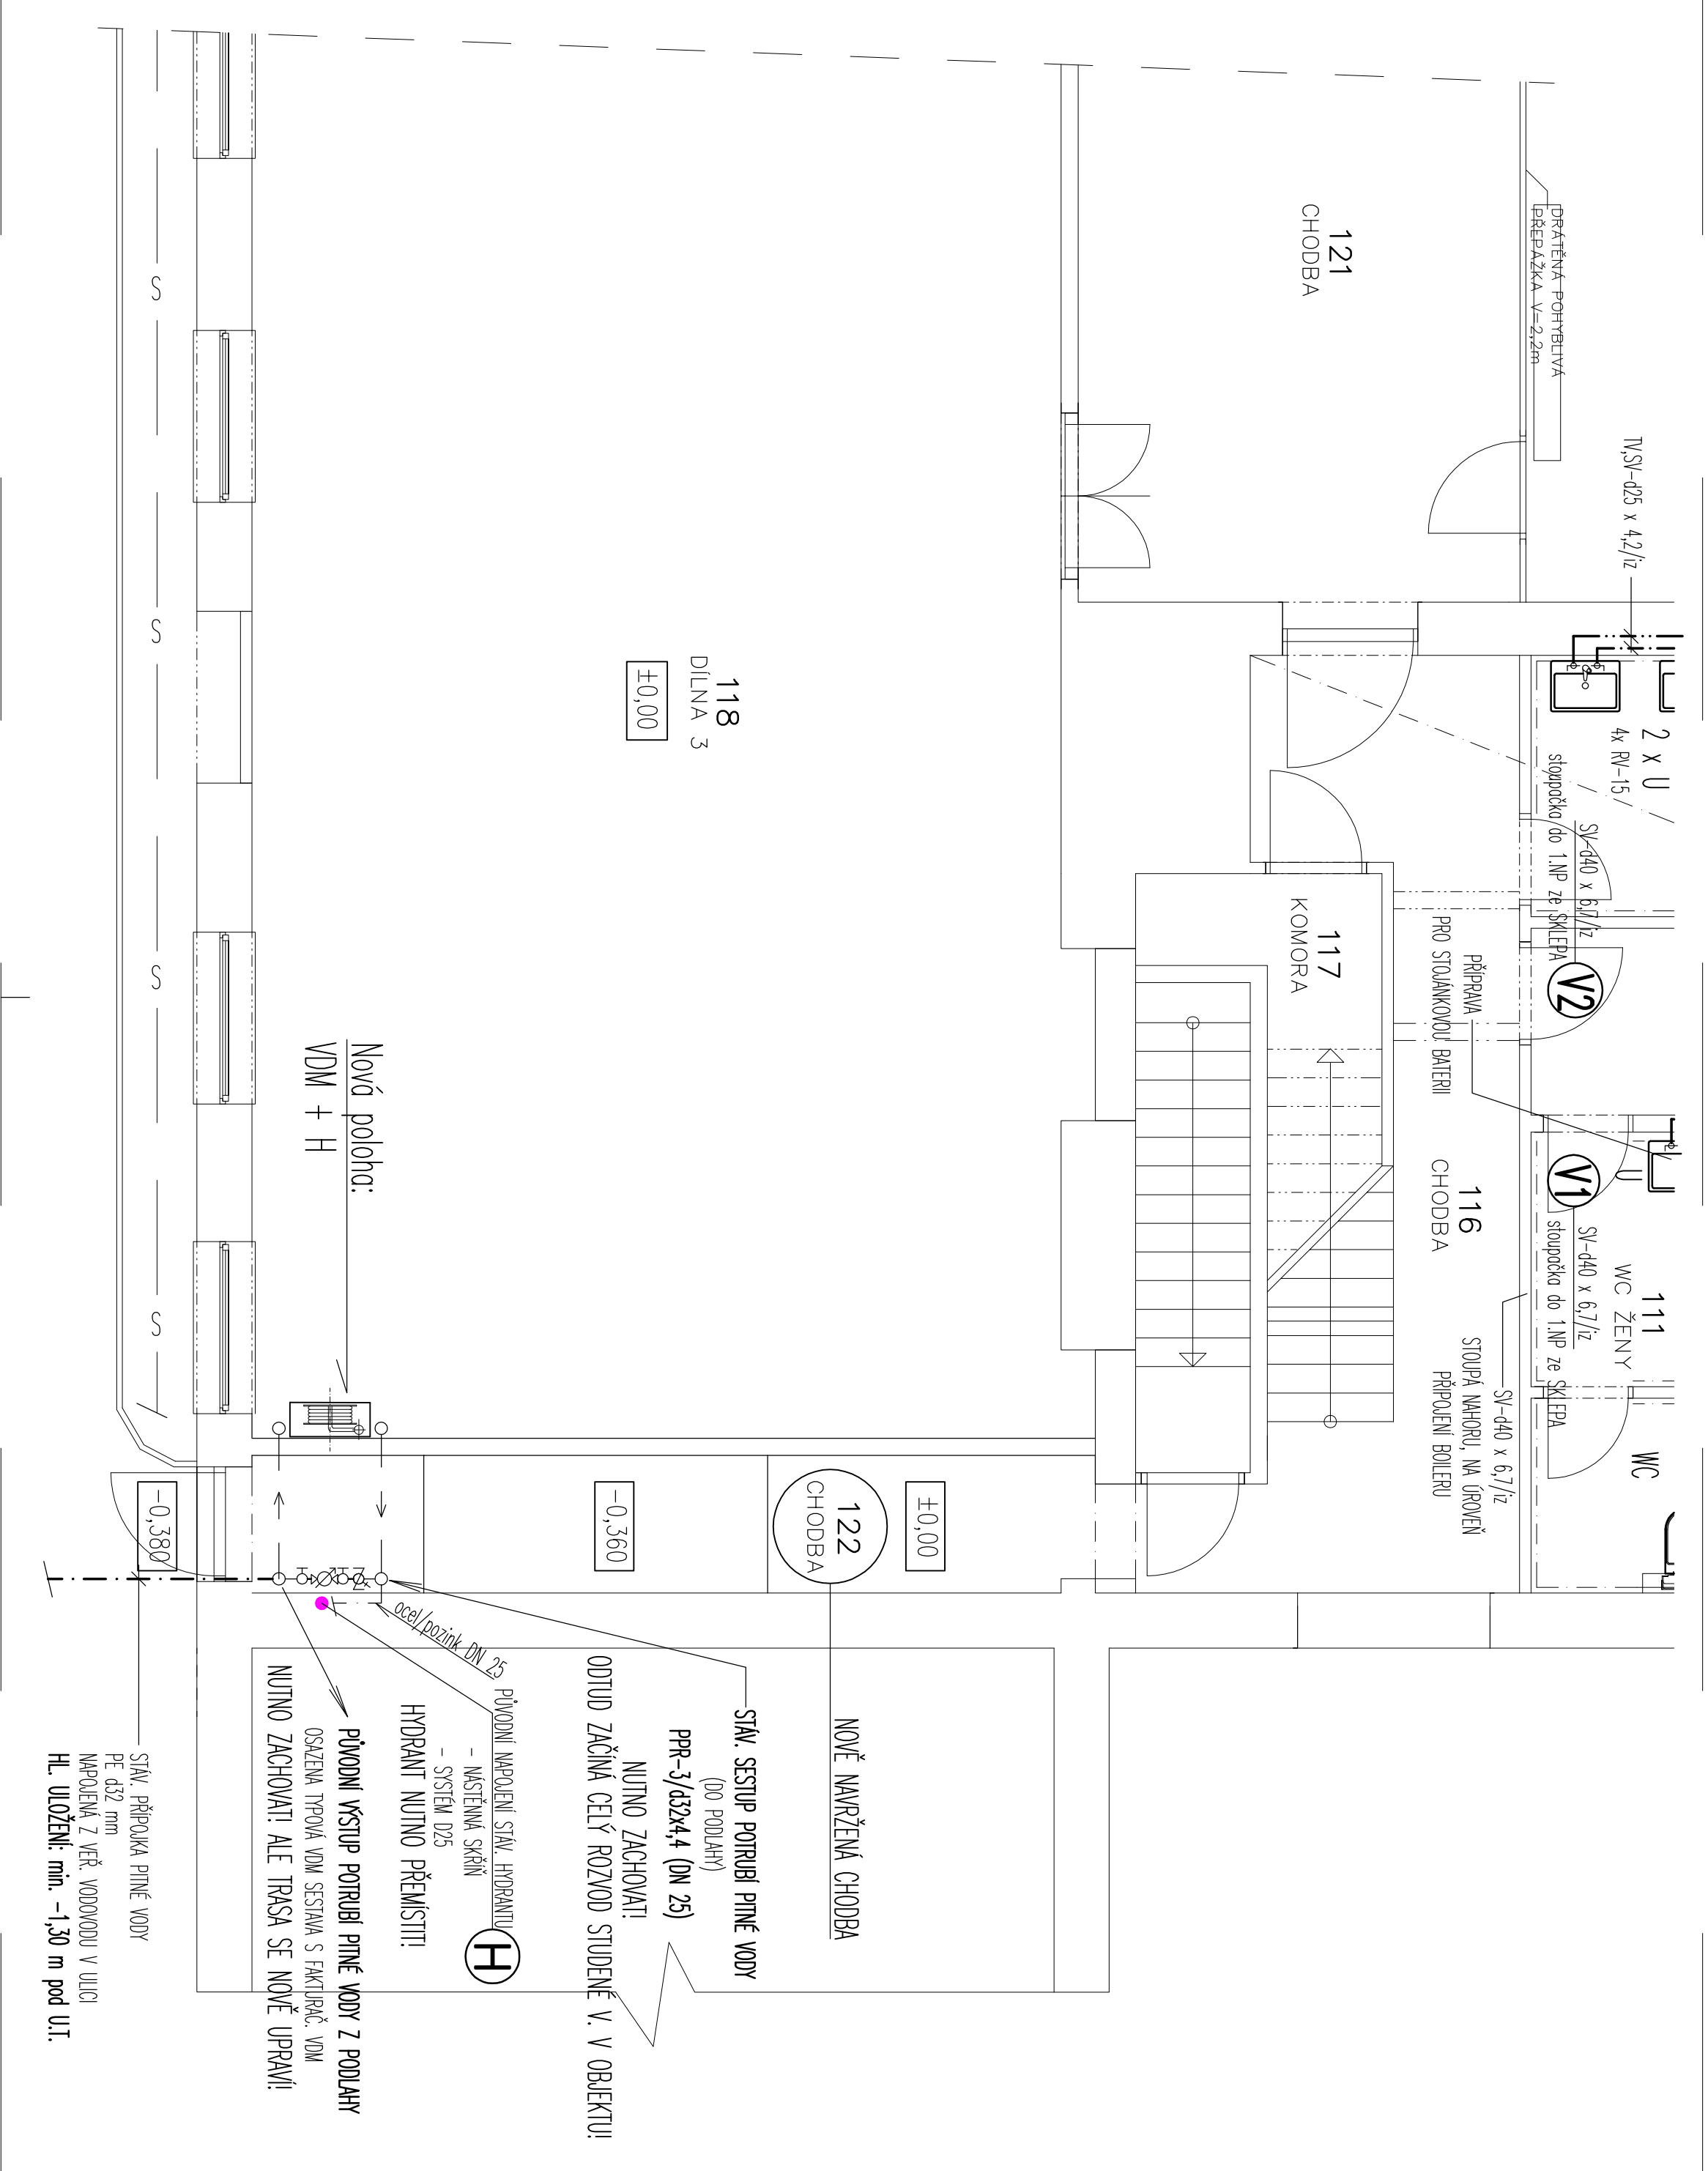 DRÁTĚNÁ POHYBLIVÁ
PŘEPÁŽKA V=2,2m
121
CHODBA
TV,SV-d25 x 4,2/iz
2 x U
4x RV-15
SV-d40 x 6,7/iz
stoupačka do 1.NP ze SKLEPA
V2
PŘÍPRAVA
PRO STOJÁNKOVOU BATERII
U
V1
SV-d40 x 6,7/iz
stoupačka do 1.NP ze SKLEPA
111
WC ŽENY
WC
116
CHODBA
SV-d40 x 6,7/iz
STOUPÁ NAHORU, NA ÚROVEŇ
PŘIPOJENÍ BOILERU
117
KOMORA
118
DÍLNA 3
±0,00
Nová poloha:
VDM + H
S
S
S
S
±0,00
122
CHODBA
-0,360
-0,380
NOVĚ NAVRŽENÁ CHODBA
STÁV. SESTUP POTRUBÍ PITNÉ VODY
(DO PODLAHY)
PPR-3/d32x4,4 (DN 25)
NUTNO ZACHOVAT!
ODTUD ZAČÍNÁ CELÝ ROZVOD STUDENÉ V. V OBJEKTU!
ocel/pozink DN 25
PŮVODNÍ NAPOJENÍ STÁV. HYDRANTU
H
- NÁSTĚNNÁ SKŘÍŇ
- SYSTÉM D25
HYDRANT NUTNO PŘEMÍSTIT!
PŮVODNÍ VÝSTUP POTRUBÍ PITNÉ VODY Z PODLAHY
OSAZENA TYPOVÁ VDM SESTAVA S FAKTURAČ. VDM
NUTNO ZACHOVAT! ALE TRASA SE NOVĚ UPRAVÍ!
STÁV. PŘÍPOJKA PITNÉ VODY
PE d32 mm
NAPOJENÁ Z VEŘ. VODOVODU V ULICI
HL. ULOŽENÍ: min. -1,30 m pod U.T.